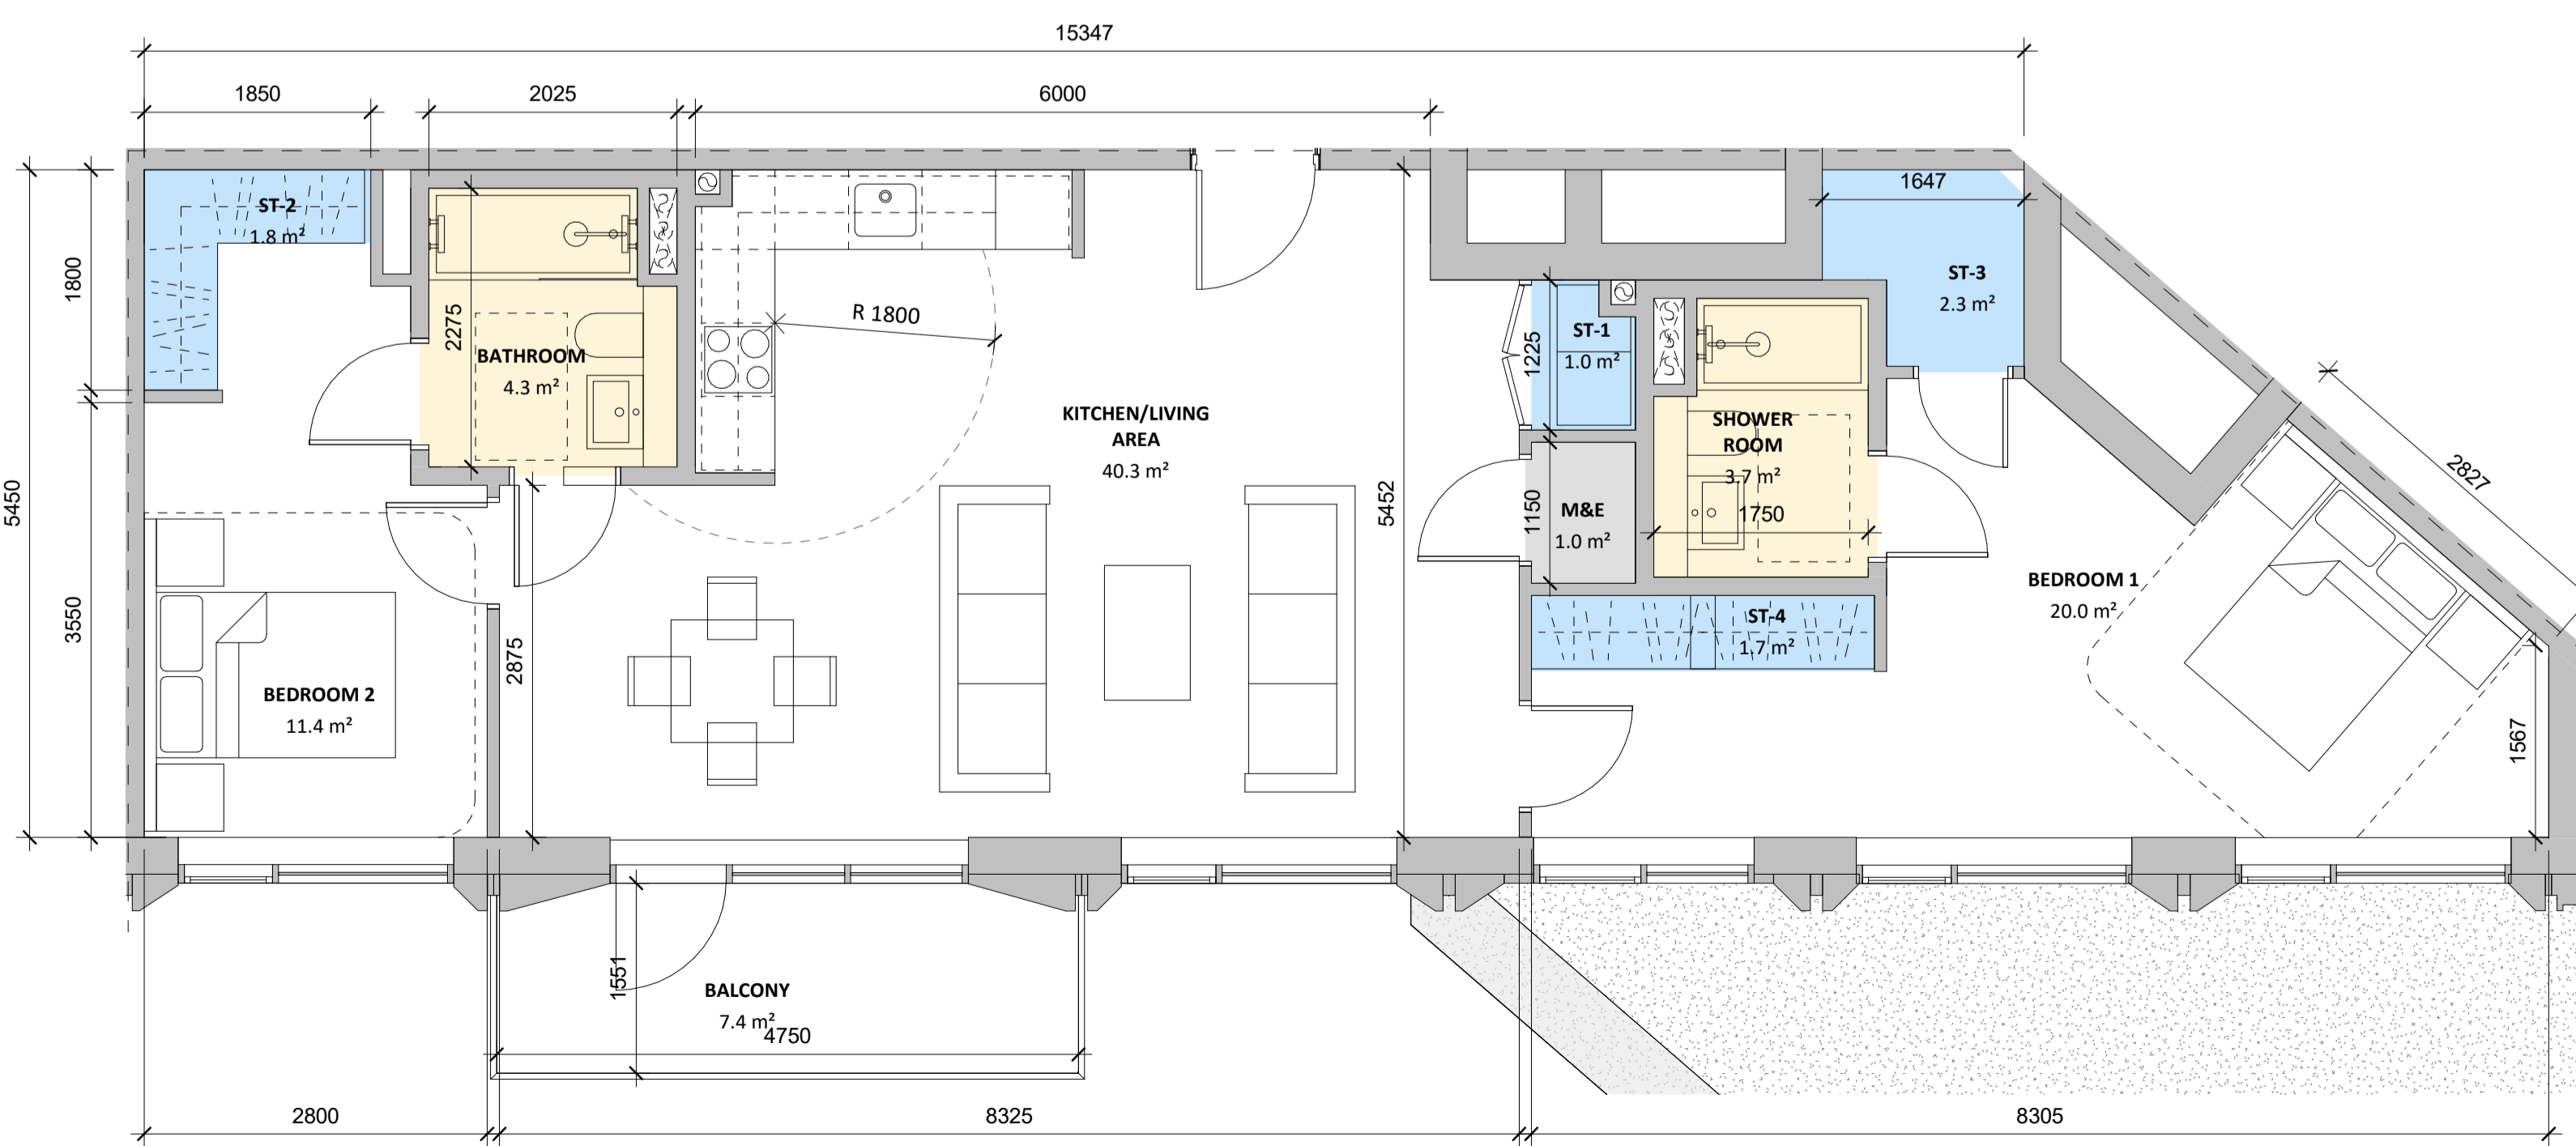 15347
1850
2025
6000
1647
ST-2
1.8 m²
1800
2275
R 1800
ST-3
2.3 m²
BATHROOM
4.3 m²
1225
ST-1
1.0 m²
KITCHEN/LIVING
AREA
40.3 m²
SHOWER
ROOM
3.7 m²
2827
5450
5452
1150
M&E
1.0 m²
1750
3550
BEDROOM 1
20.0 m²
2875
ST-4
1.7 m²
BEDROOM 2
11.4 m²
1567
1551
BALCONY
7.4 m²
4750
2800
8325
8305